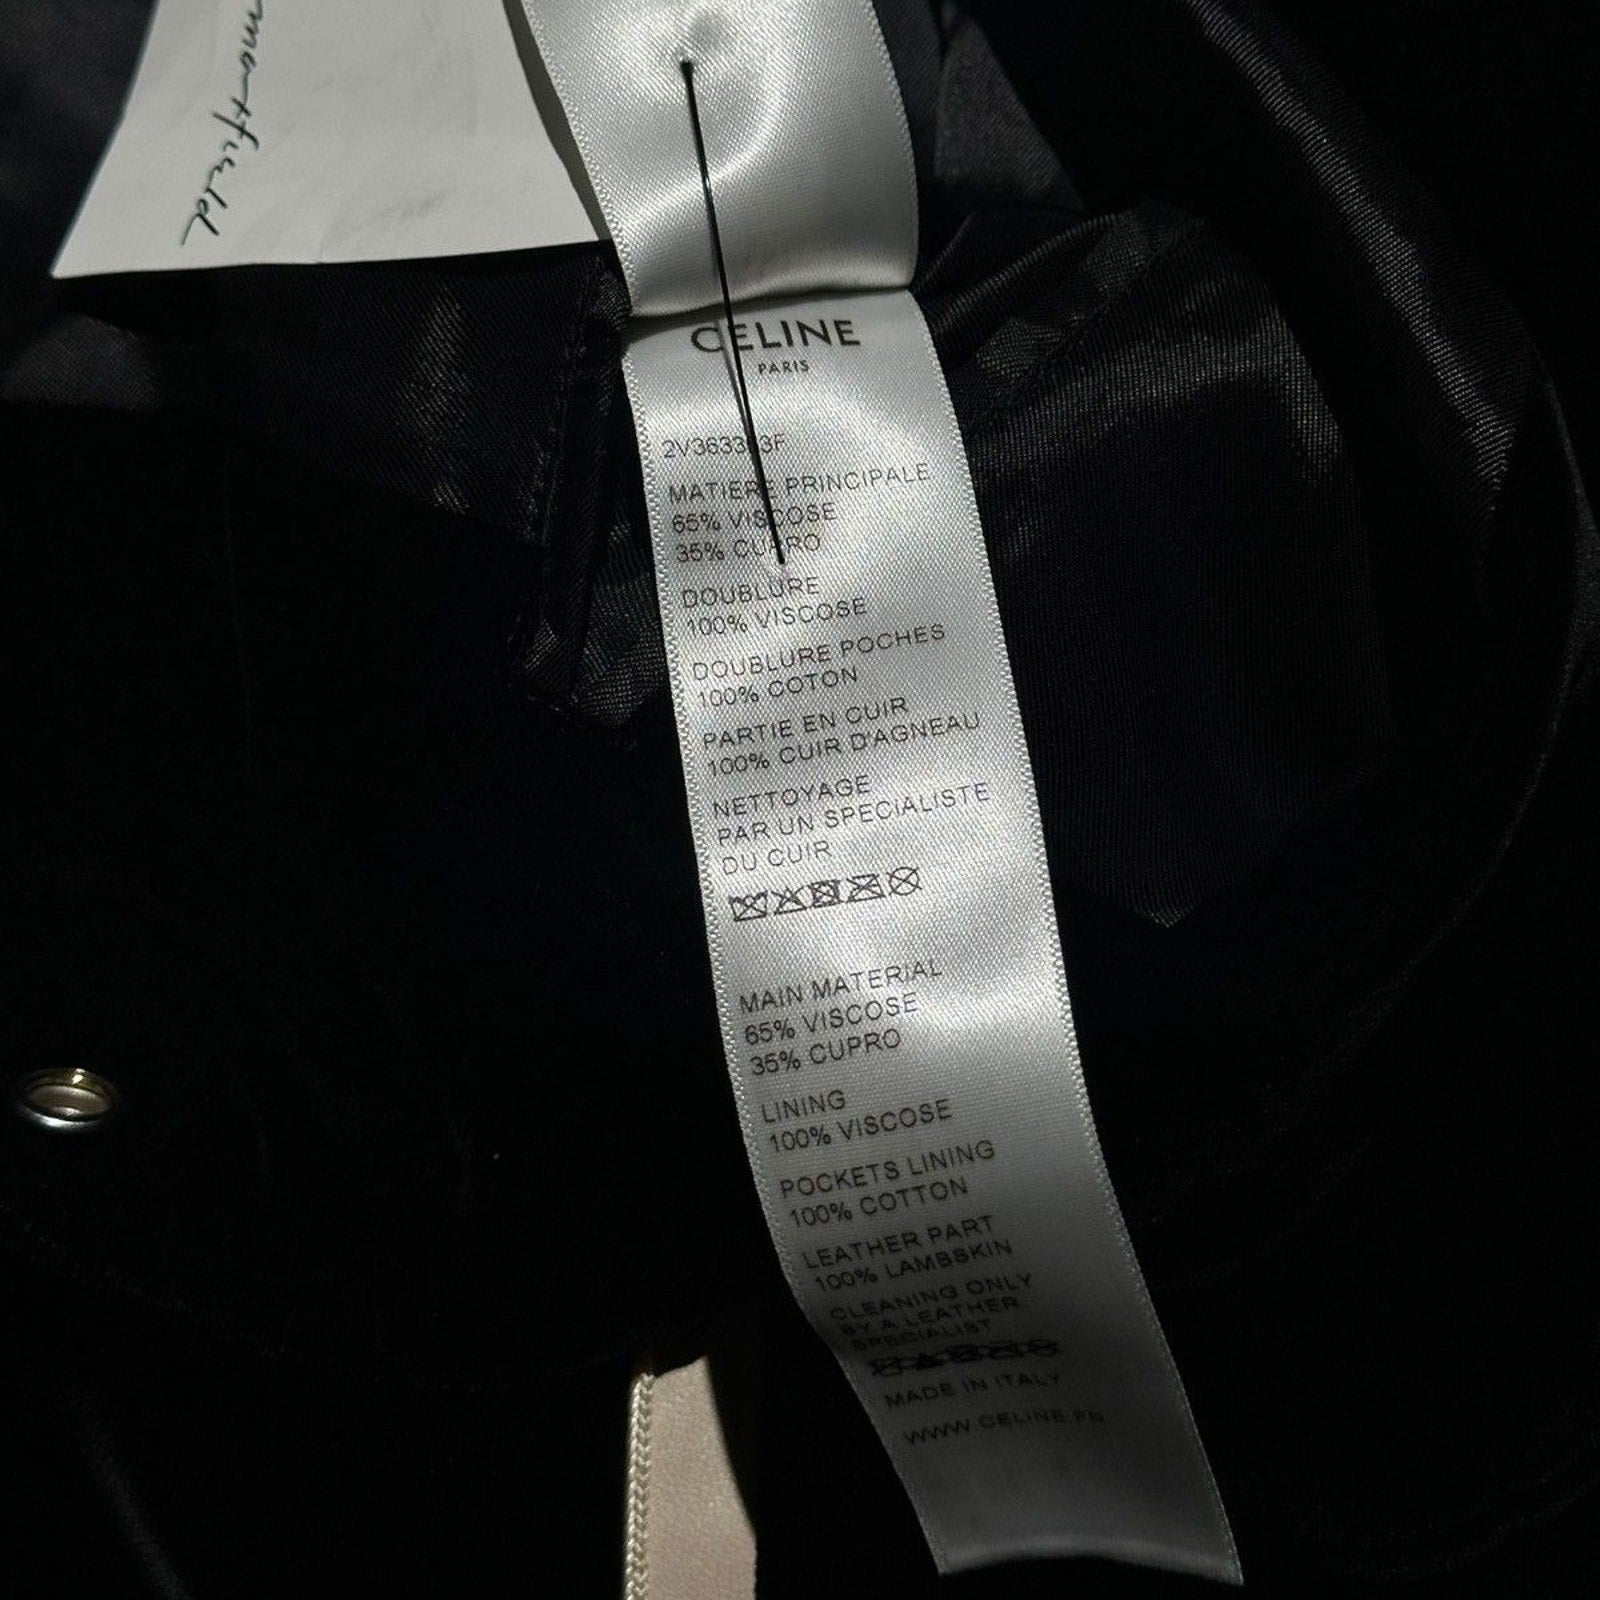 CELINE
PARIS
MATIERE PRINCIPALE
65% VISCOSE
35% CUPRO
DOUBLURE
100% VISCOSE
DOUBLURE POCHES
100% COTON
PARTIE EN CUIR
100% CUIR D'AGNEAU
NETTOYAGE
PAR UN SPECIALISTE
DU CUIR
MAIN MATERIAL
65% VISCOSE
35% CUPRO
LINING
100% VISCOSE
POCKETS LINING
100% COTTON
LEATHER PART
100% LAMBSKIN
CLEANING ONLY
BY A LEATHER
SPECIALIST
MADE IN ITALY
WWW.CELINE.FR